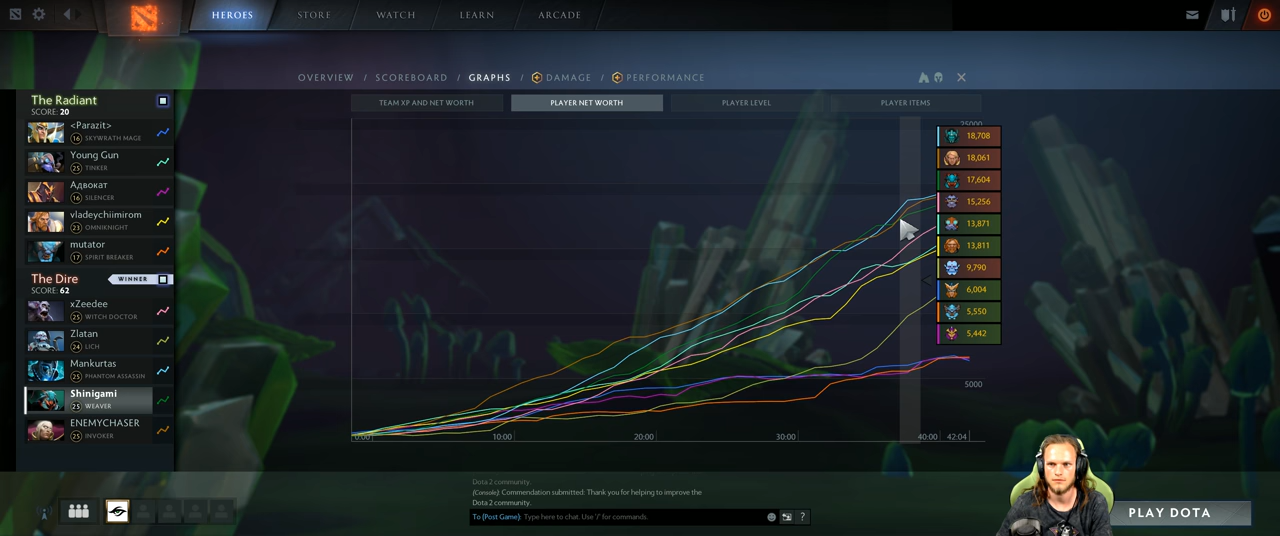 HEROES
STORE
WATCH
LEARN
ARCADE
OVERVIEW / SCOREBOARD / GRAPHS / DAMAGE / PERFORMANCE
TEAM XP AND NET WORTH
PLAYER NET WORTH
PLAYER LEVEL
PLAYER ITEMS
The Radiant
SCORE: 20
<Parazit>
16 SKYWRATH MAGE
Young Gun
25 TINKER
Адвокат
16 SILENCER
vladeychiimirom
23 OMNIKNIGHT
mutator
17 SPIRIT BREAKER
The Dire
WINNER
SCORE: 62
xZeedee
25 WITCH DOCTOR
Zlatan
24 LICH
Mankurtas
25 PHANTOM ASSASSIN
Shinigami
25 WEAVER
ENEMYCHASER
25 INVOKER
25000
18,708
18,061
17,604
15,256
13,871
13,811
9,790
6,004
5,550
5,442
5000
0:00
10:00
20:00
30:00
40:00
42:04
Dota 2 community.
(Console): Commendation submitted: Thank you for helping to improve the
Dota 2 community.
To (Post Game): Type here to chat. Use '/' for commands.
?
PLAY DOTA